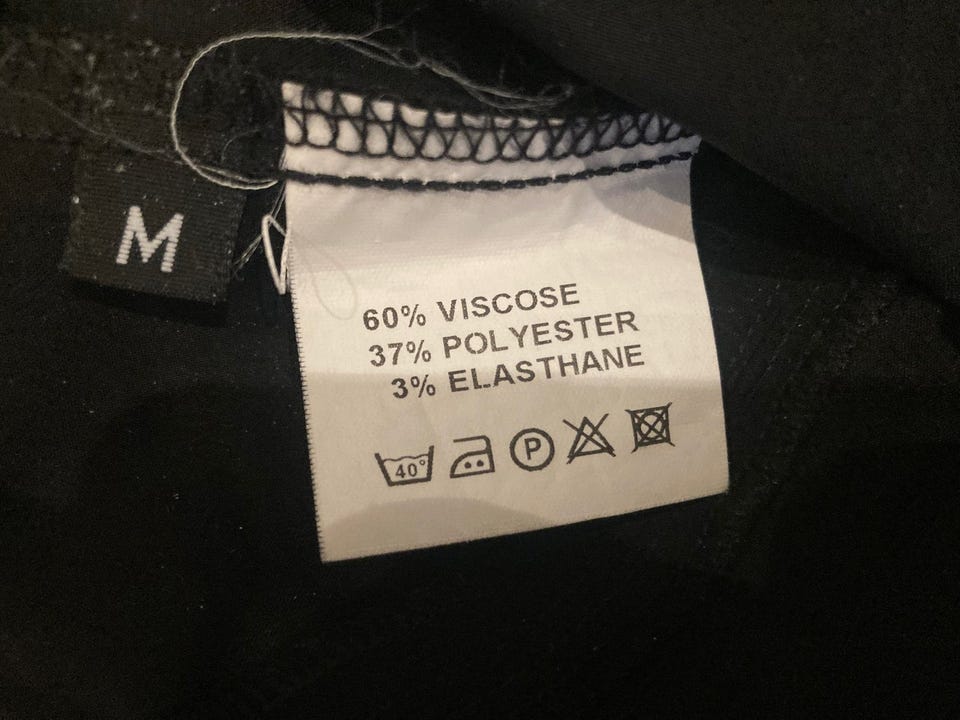 M
60% VISCOSE
37% POLYESTER
3% ELASTHANE
40° P